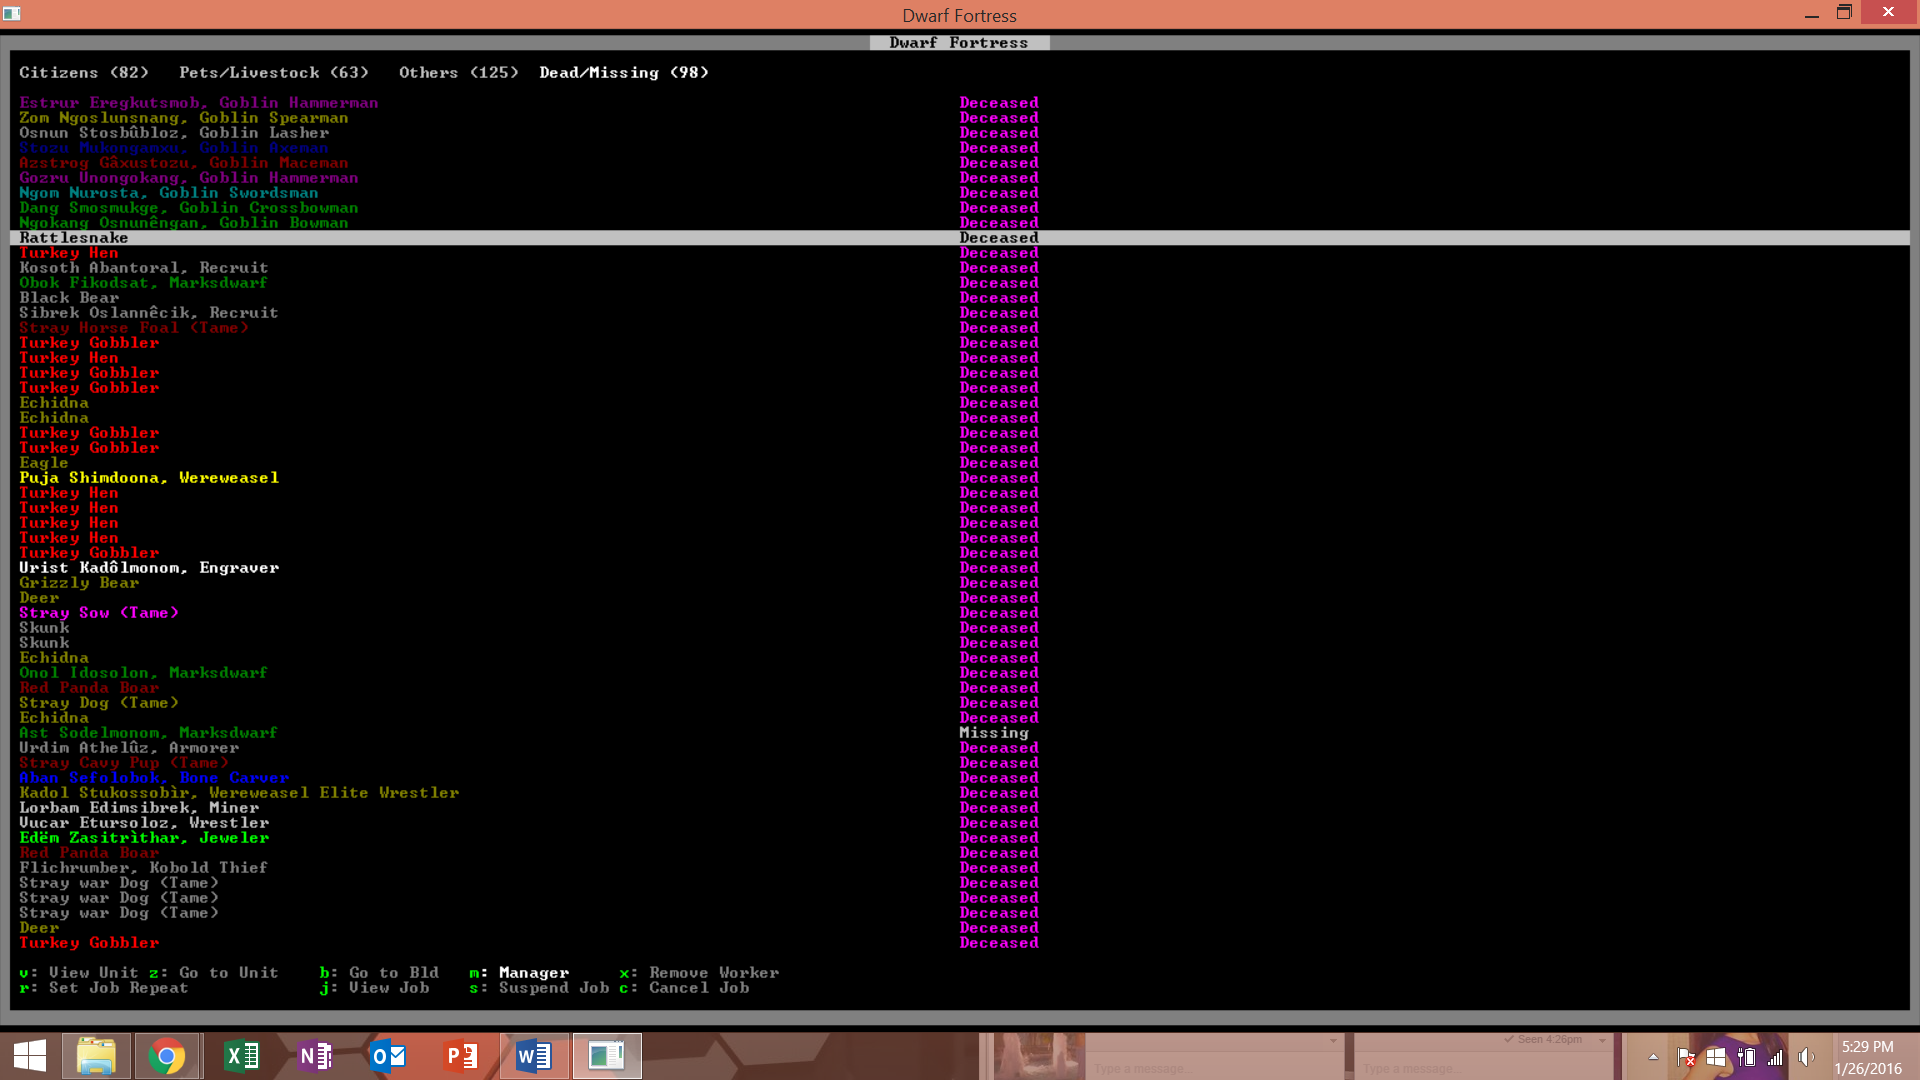 Dwarf Fortress
Dwarf Fortress
Citizens (82) Pets/Livestock (63) Others (125) Dead/Missing (98)
Estrur Eregkutsmob, Goblin Hammerman Deceased
Zom Ngoslunsnang, Goblin Spearman Deceased
Osnun Stosbûbloz, Goblin Lasher Deceased
Stozu Mukongamxu, Goblin Axeman Deceased
Azstrog Gâxustozu, Goblin Maceman Deceased
Gozru Unongokang, Goblin Hammerman Deceased
Ngom Nurosta, Goblin Swordsman Deceased
Dang Smosmukge, Goblin Crossbowman Deceased
Ngokang Osnunêngan, Goblin Bowman Deceased
Rattlesnake Deceased
Turkey Hen Deceased
Kosoth Abantoral, Recruit Deceased
Obok Fikodsat, Marksdwarf Deceased
Black Bear Deceased
Sibrek Oslannêcik, Recruit Deceased
Stray Horse Foal (Tame) Deceased
Turkey Gobbler Deceased
Turkey Hen Deceased
Turkey Gobbler Deceased
Turkey Gobbler Deceased
Echidna Deceased
Echidna Deceased
Turkey Gobbler Deceased
Turkey Gobbler Deceased
Eagle Deceased
Puja Shimdoona, Wereweasel Deceased
Turkey Hen Deceased
Turkey Hen Deceased
Turkey Hen Deceased
Turkey Hen Deceased
Turkey Gobbler Deceased
Urist Kadôlmonom, Engraver Deceased
Grizzly Bear Deceased
Deer Deceased
Stray Sow (Tame) Deceased
Skunk Deceased
Skunk Deceased
Echidna Deceased
Onol Idosolon, Marksdwarf Deceased
Red Panda Boar Deceased
Stray Dog (Tame) Deceased
Echidna Deceased
Ast Sodelmonom, Marksdwarf Missing
Urdim Athelûz, Armorer Deceased
Stray Cavy Pup (Tame) Deceased
Aban Sefolobok, Bone Carver Deceased
Kadol Stukossobìr, Wereweasel Elite Wrestler Deceased
Lorbam Edimsibrek, Miner Deceased
Vucar Etursoloz, Wrestler Deceased
Edëm Zasitrìthar, Jeweler Deceased
Red Panda Boar Deceased
Flichrumber, Kobold Thief Deceased
Stray war Dog (Tame) Deceased
Stray war Dog (Tame) Deceased
Stray war Dog (Tame) Deceased
Deer Deceased
Turkey Gobbler Deceased
v: View Unit z: Go to Unit b: Go to Bld m: Manager x: Remove Worker
r: Set Job Repeat j: View Job s: Suspend Job c: Cancel Job
Seen 4:26pm
Type a message... Type a message...
5:29 PM
1/26/2016